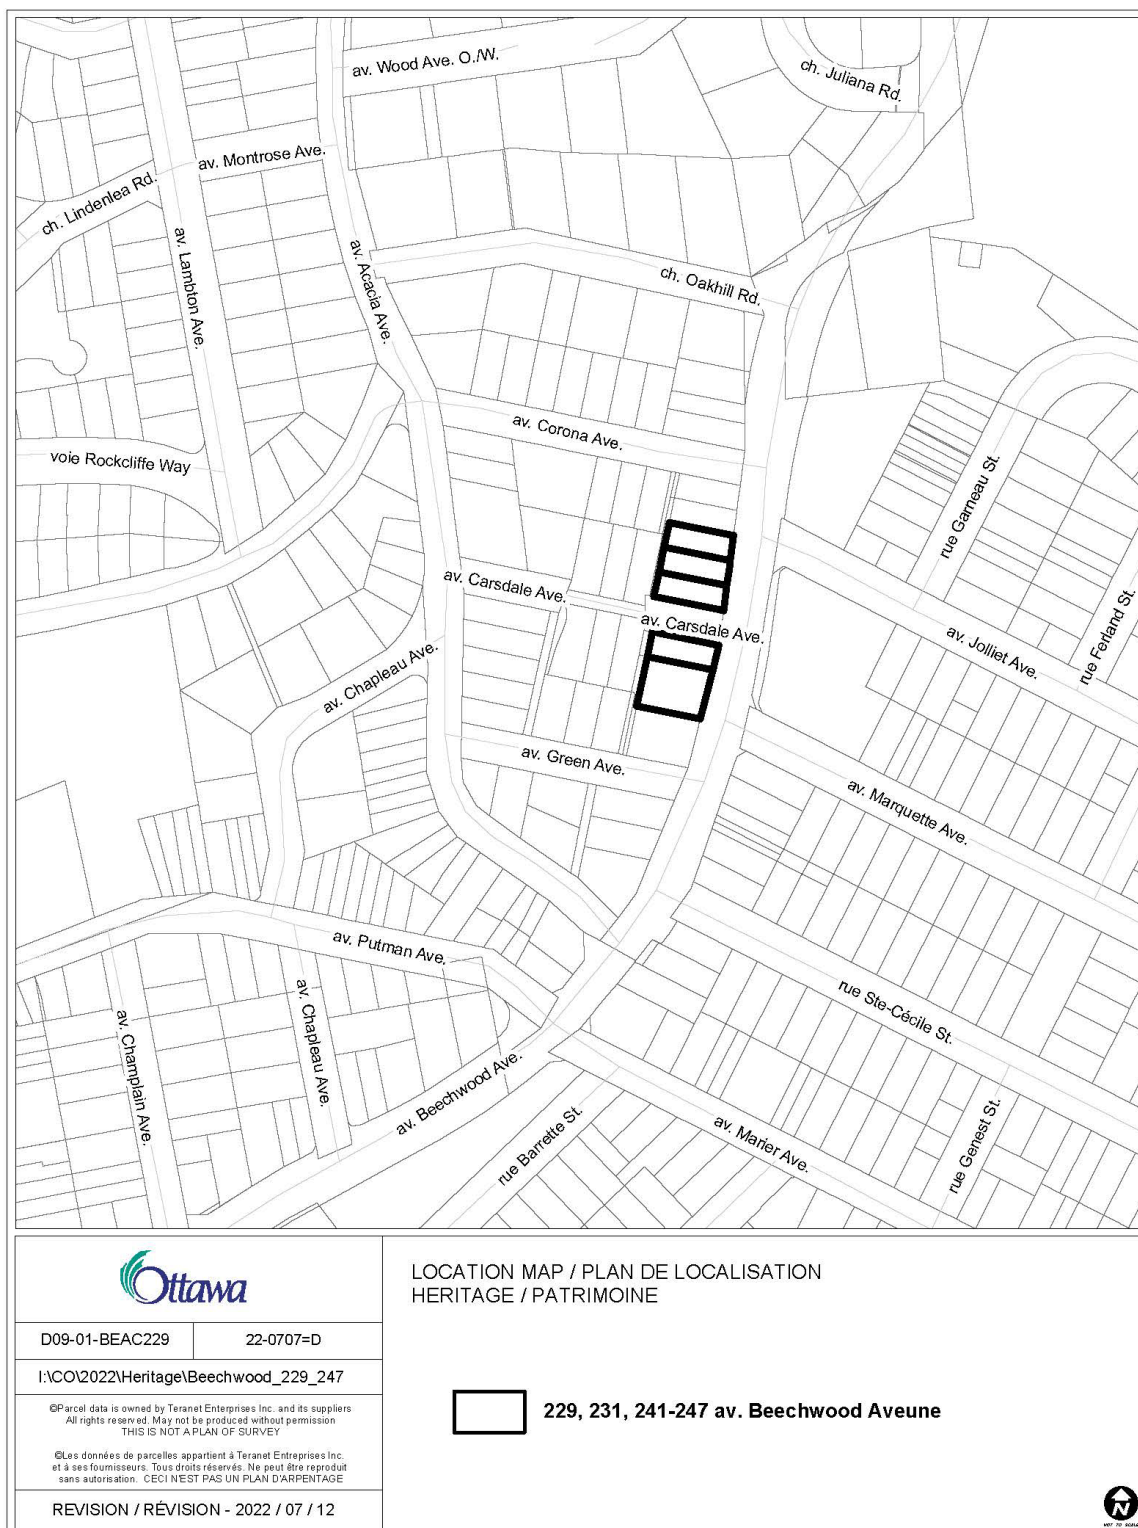 av. Wood Ave. O./W.
ch. Juliana Rd.
av. Montrose Ave.
ch. Lindenlea Rd.
av. Lambton Ave.
av. Acacia Ave.
ch. Oakhill Rd.
av. Corona Ave.
voie Rockcliffe Way
rue Garneau St.
av. Carsdale Ave.
av. Carsdale Ave.
av. Jolliet Ave.
rue Ferland St.
av. Chapleau Ave.
av. Green Ave.
av. Marquette Ave.
av. Putman Ave.
rue Ste-Cécile St.
av. Champlain Ave.
av. Chapleau Ave.
av. Beechwood Ave.
rue Barrette St.
av. Marier Ave.
rue Genest St.
Ottawa
D09-01-BEAC229
22-0707=D
I:\CO\2022\Heritage\Beechwood_229_247
©Parcel data is owned by Teranet Enterprises Inc. and its suppliers
All rights reserved. May not be produced without permission
THIS IS NOT A PLAN OF SURVEY
©Les données de parcelles appartient à Teranet Entreprises Inc.
et à ses fournisseurs. Tous droits réservés. Ne peut être reproduit
sans autorisation. CECI N'EST PAS UN PLAN D'ARPENTAGE
REVISION / RÉVISION - 2022 / 07 / 12
LOCATION MAP / PLAN DE LOCALISATION
HERITAGE / PATRIMOINE
229, 231, 241-247 av. Beechwood Aveune
N
NOT TO SCALE